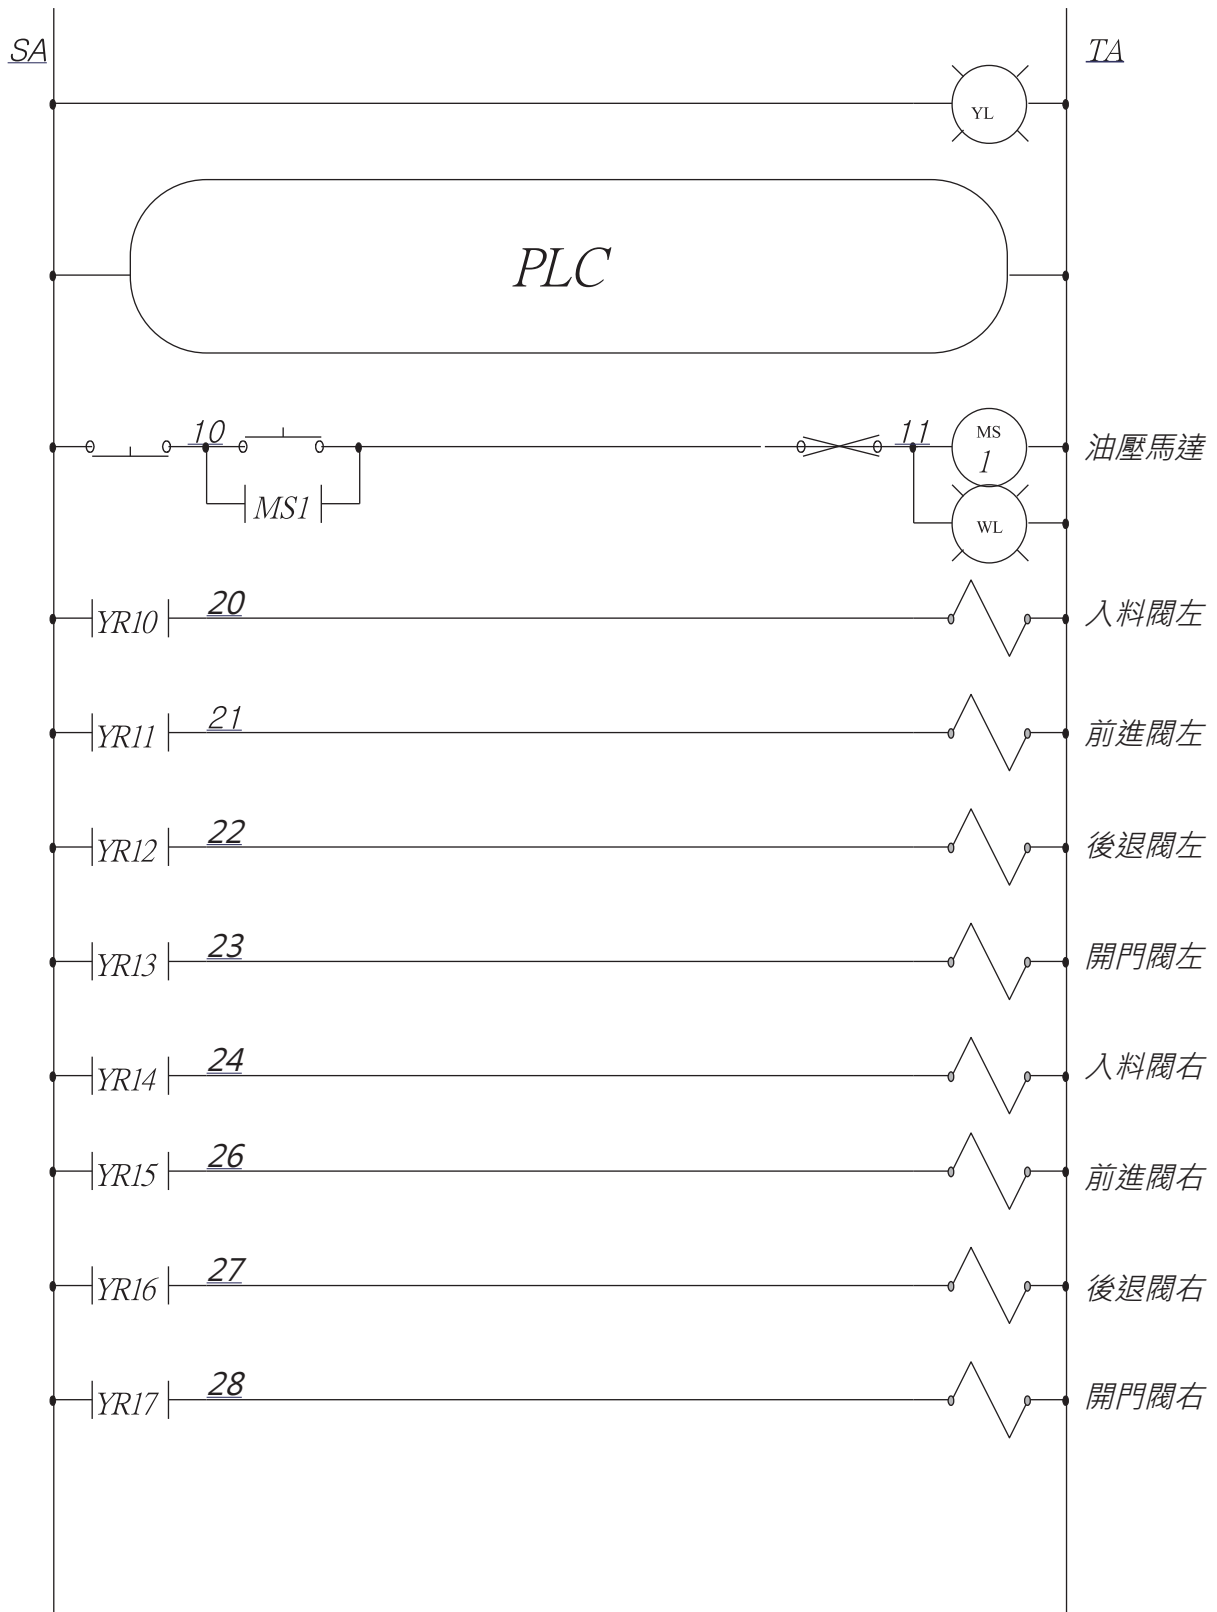 SA
TA
YL
PLC
10
11
MS
1
油壓馬達
MS1
WL
YR10
20
入料閥左
YR11
21
前進閥左
YR12
22
後退閥左
YR13
23
開門閥左
YR14
24
入料閥右
YR15
26
前進閥右
YR16
27
後退閥右
YR17
28
開門閥右